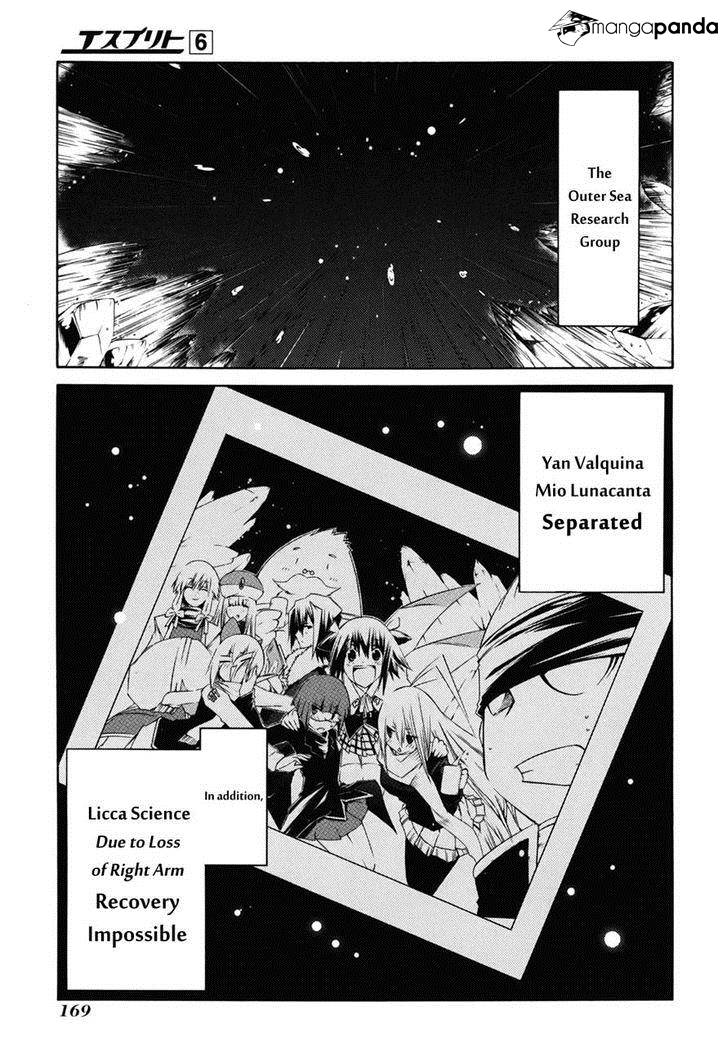 エスプリト 6
mangapanda
The
Outer Sea
Research
Group
Yan Valquina
Mio Lunacanta
Separated
In addition,
Licca Science
Due to Loss
of Right Arm
Recovery
Impossible
169